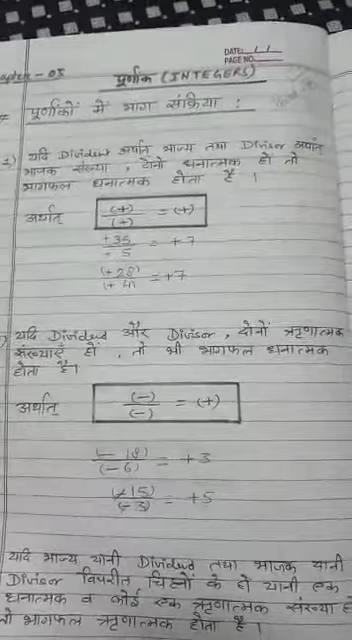 DATE: 11
PAGE NO.
Chapter - 05 पूर्णांक (INTEGERS)
# पूर्णांकों में भाग संक्रिया :
1) यदि Dividend अर्थात् भाज्य तथा Divisor अर्थात्
भाजक संख्या, दोनों धनात्मक हो तो
भागफल धनात्मक होता है ।
अर्थात् (+)/(+) = (+)
+35/+5 = +7
(+28)/(+4) = +7
यदि Dividend और Divisor, दोनों ऋणात्मक
संख्याएँ हों, तो भी भागफल धनात्मक
होता है।
अर्थात् (-)/(-) = (+)
(-18)/(-6) = +3
(-15)/(-3) = +5
यदि भाज्य यानी Dividend तथा भाजक यानी
Divisor विपरीत चिह्नों के हों यानी एक
धनात्मक व कोई एक ऋणात्मक संख्या हो
तो भागफल ऋणात्मक होता है।